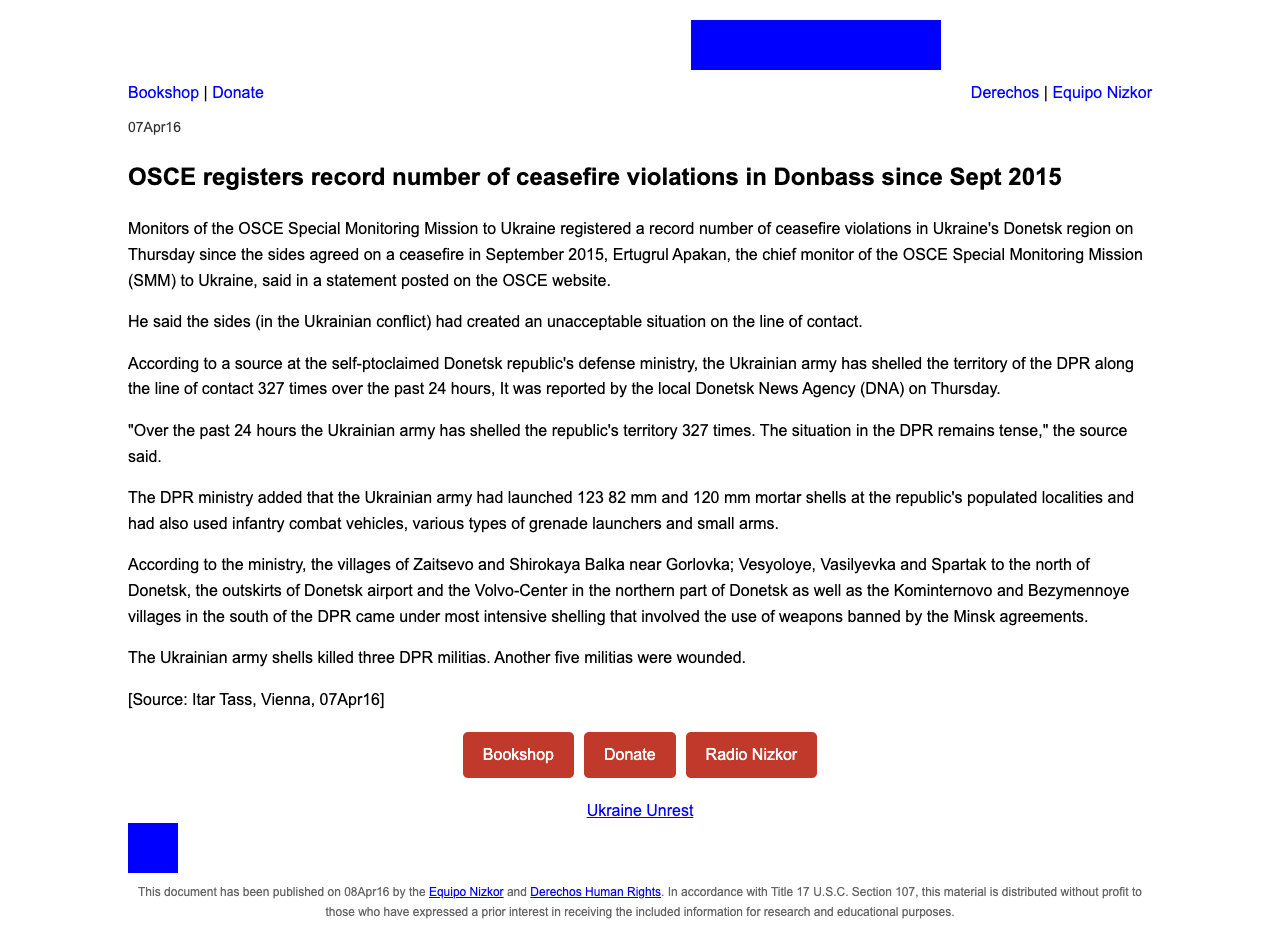 Bookshop | Donate
Derechos | Equipo Nizkor
07Apr16
OSCE registers record number of ceasefire violations in Donbass since Sept 2015
Monitors of the OSCE Special Monitoring Mission to Ukraine registered a record number of ceasefire violations in Ukraine's Donetsk region on
Thursday since the sides agreed on a ceasefire in September 2015, Ertugrul Apakan, the chief monitor of the OSCE Special Monitoring Mission
(SMM) to Ukraine, said in a statement posted on the OSCE website.
He said the sides (in the Ukrainian conflict) had created an unacceptable situation on the line of contact.
According to a source at the self-ptoclaimed Donetsk republic's defense ministry, the Ukrainian army has shelled the territory of the DPR along
the line of contact 327 times over the past 24 hours, It was reported by the local Donetsk News Agency (DNA) on Thursday.
"Over the past 24 hours the Ukrainian army has shelled the republic's territory 327 times. The situation in the DPR remains tense," the source
said.
The DPR ministry added that the Ukrainian army had launched 123 82 mm and 120 mm mortar shells at the republic's populated localities and
had also used infantry combat vehicles, various types of grenade launchers and small arms.
According to the ministry, the villages of Zaitsevo and Shirokaya Balka near Gorlovka; Vesyoloye, Vasilyevka and Spartak to the north of
Donetsk, the outskirts of Donetsk airport and the Volvo-Center in the northern part of Donetsk as well as the Kominternovo and Bezymennoye
villages in the south of the DPR came under most intensive shelling that involved the use of weapons banned by the Minsk agreements.
The Ukrainian army shells killed three DPR militias. Another five militias were wounded.
[Source: Itar Tass, Vienna, 07Apr16]
Bookshop Donate Radio Nizkor
Ukraine Unrest
This document has been published on 08Apr16 by the Equipo Nizkor and Derechos Human Rights. In accordance with Title 17 U.S.C. Section 107, this material is distributed without profit to
those who have expressed a prior interest in receiving the included information for research and educational purposes.